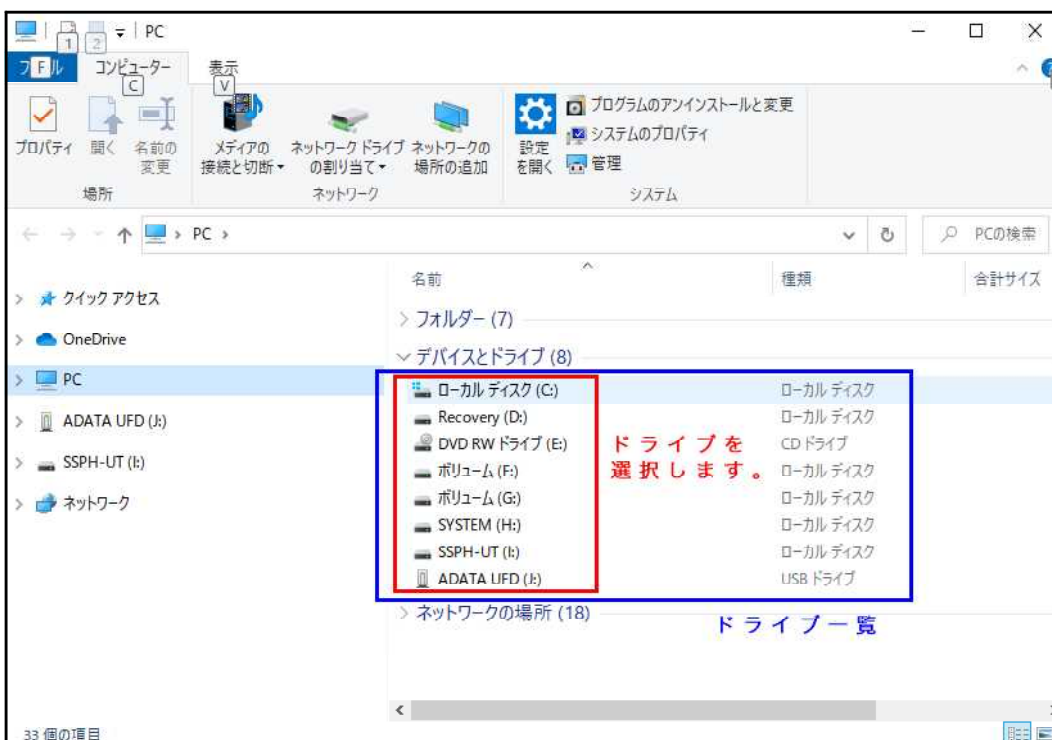 PC
1 2
ファイル コンピューター 表示
F C V
プロパティ 開く 名前の変更
メディアの接続と切断 ネットワーク ドライブの割り当て ネットワークの場所の追加
設定を開く
プログラムのアンインストールと変更
システムのプロパティ
管理
場所 ネットワーク システム
PC
PCの検索
名前 種類 合計サイズ
クイック アクセス
OneDrive
PC
ADATA UFD (J:)
SSPH-UT (I:)
ネットワーク
フォルダー (7)
デバイスとドライブ (8)
ローカル ディスク (C:) ローカル ディスク
Recovery (D:) ローカル ディスク
DVD RW ドライブ (E:) CD ドライブ
ボリューム (F:) ローカル ディスク
ボリューム (G:) ローカル ディスク
SYSTEM (H:) ローカル ディスク
SSPH-UT (I:) ローカル ディスク
ADATA UFD (J:) USB ドライブ
ドライブを
選択します。
ネットワークの場所 (18)
ドライブ一覧
33 個の項目